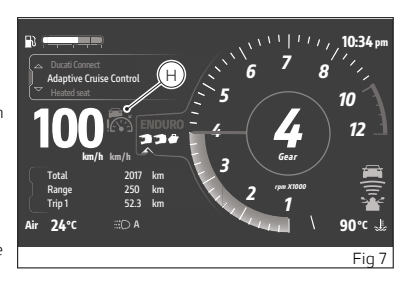 10:34 pm
Ducati Connect
Adaptive Cruise Control
Heated seat
H
100
km/h km/h
ENDURO
Total 2017 km
Range 250 km
Trip 1 52.3 km
Air 24°C
A
1
2
3
4
5
6
7
8
10
12
4
Gear
rpm X1000
90°C
Fig 7